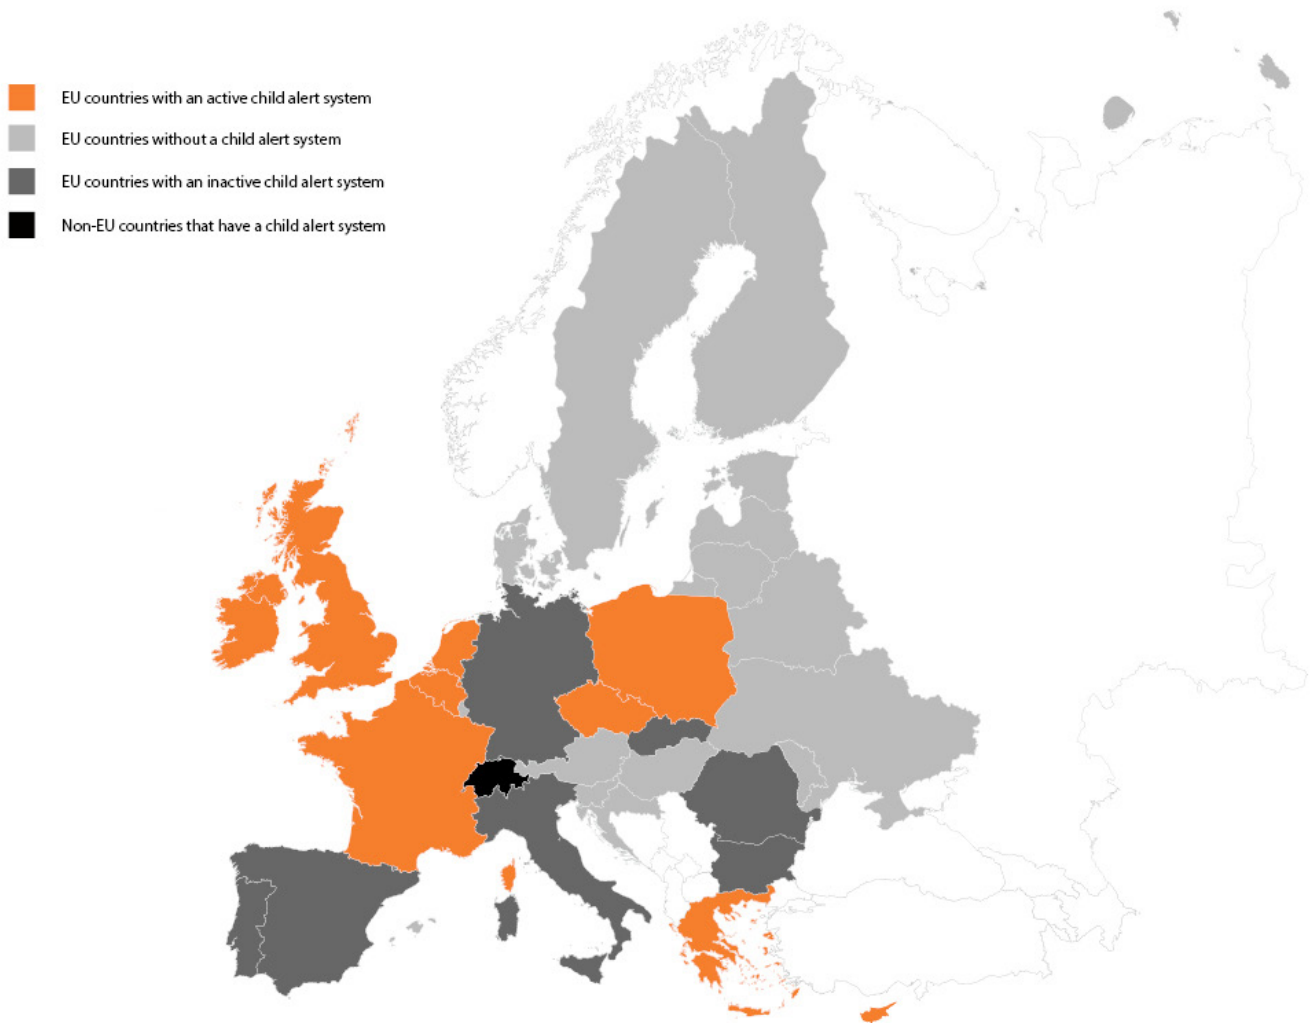 EU countries with an active child alert system
EU countries without a child alert system
EU countries with an inactive child alert system
Non-EU countries that have a child alert system